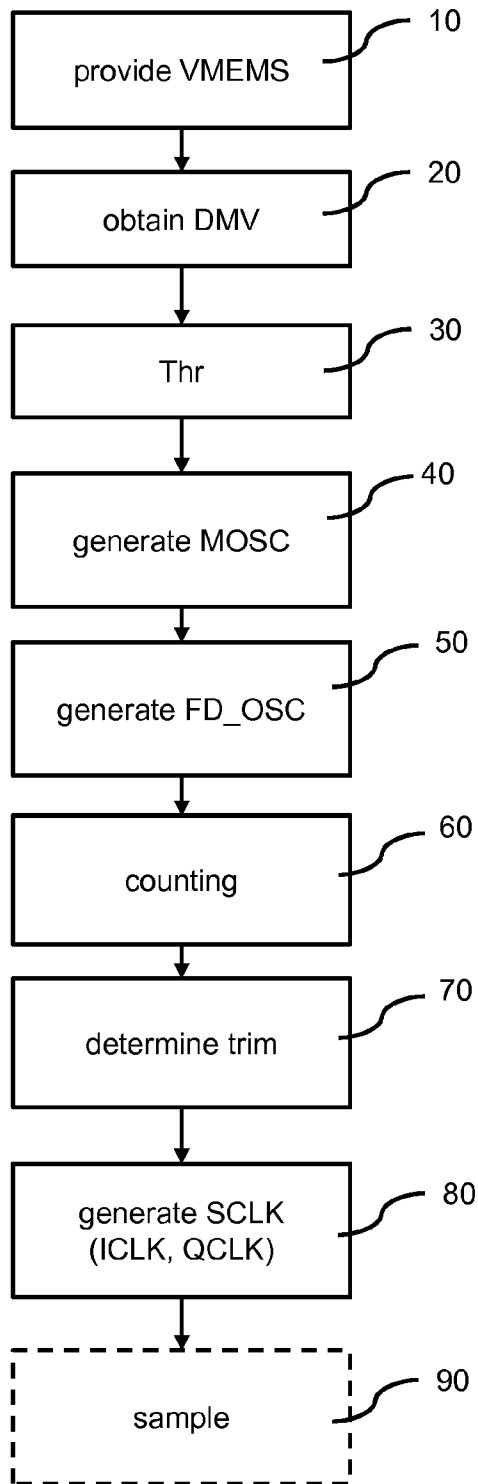 10
provide VMEMS
20
obtain DMV
30
Thr
40
generate MOSC
50
generate FD_OSC
60
counting
70
determine trim
80
generate SCLK
(ICLK, QCLK)
90
sample